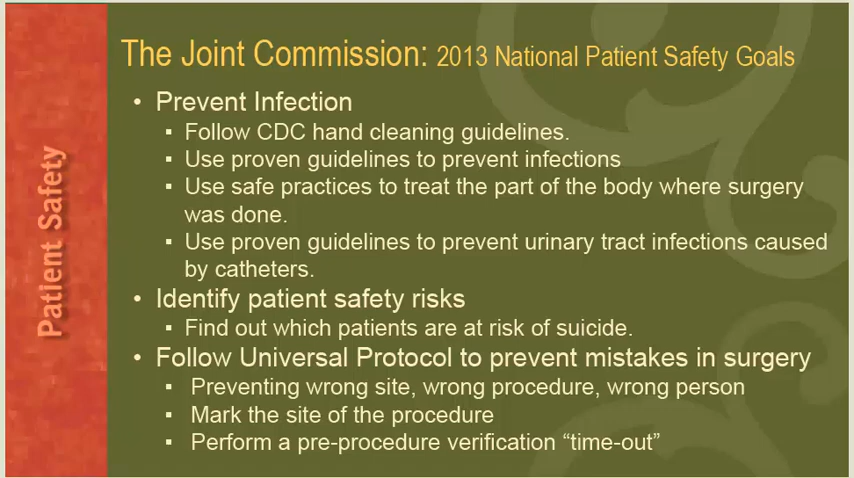 Patient Safety
The Joint Commission: 2013 National Patient Safety Goals
• Prevent Infection
▪ Follow CDC hand cleaning guidelines.
▪ Use proven guidelines to prevent infections
▪ Use safe practices to treat the part of the body where surgery
was done.
▪ Use proven guidelines to prevent urinary tract infections caused
by catheters.
• Identify patient safety risks
▪ Find out which patients are at risk of suicide.
• Follow Universal Protocol to prevent mistakes in surgery
▪ Preventing wrong site, wrong procedure, wrong person
▪ Mark the site of the procedure
▪ Perform a pre-procedure verification “time-out”